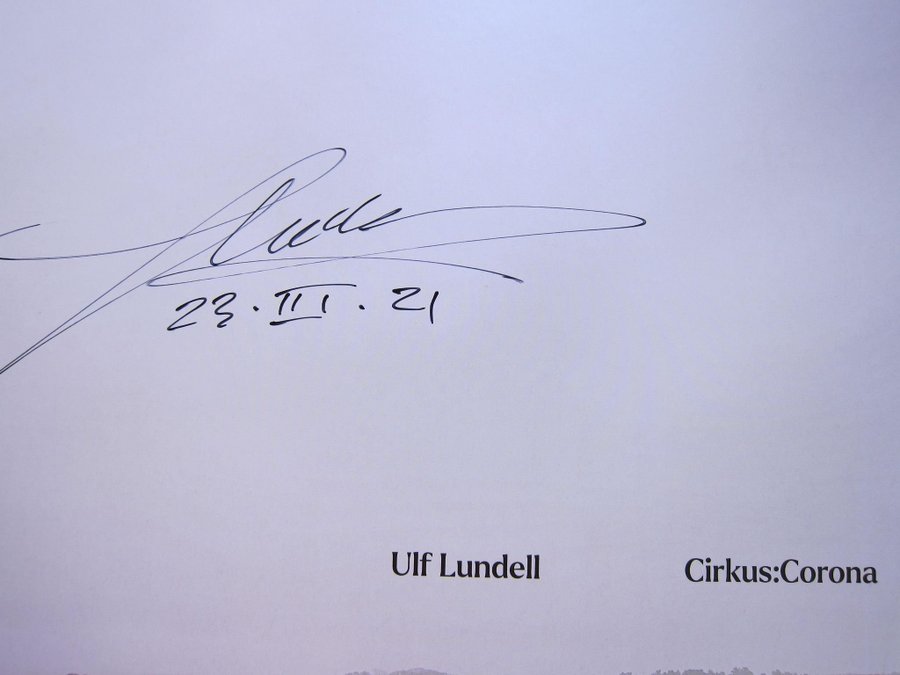 23. III. 21
Ulf Lundell Cirkus:Corona